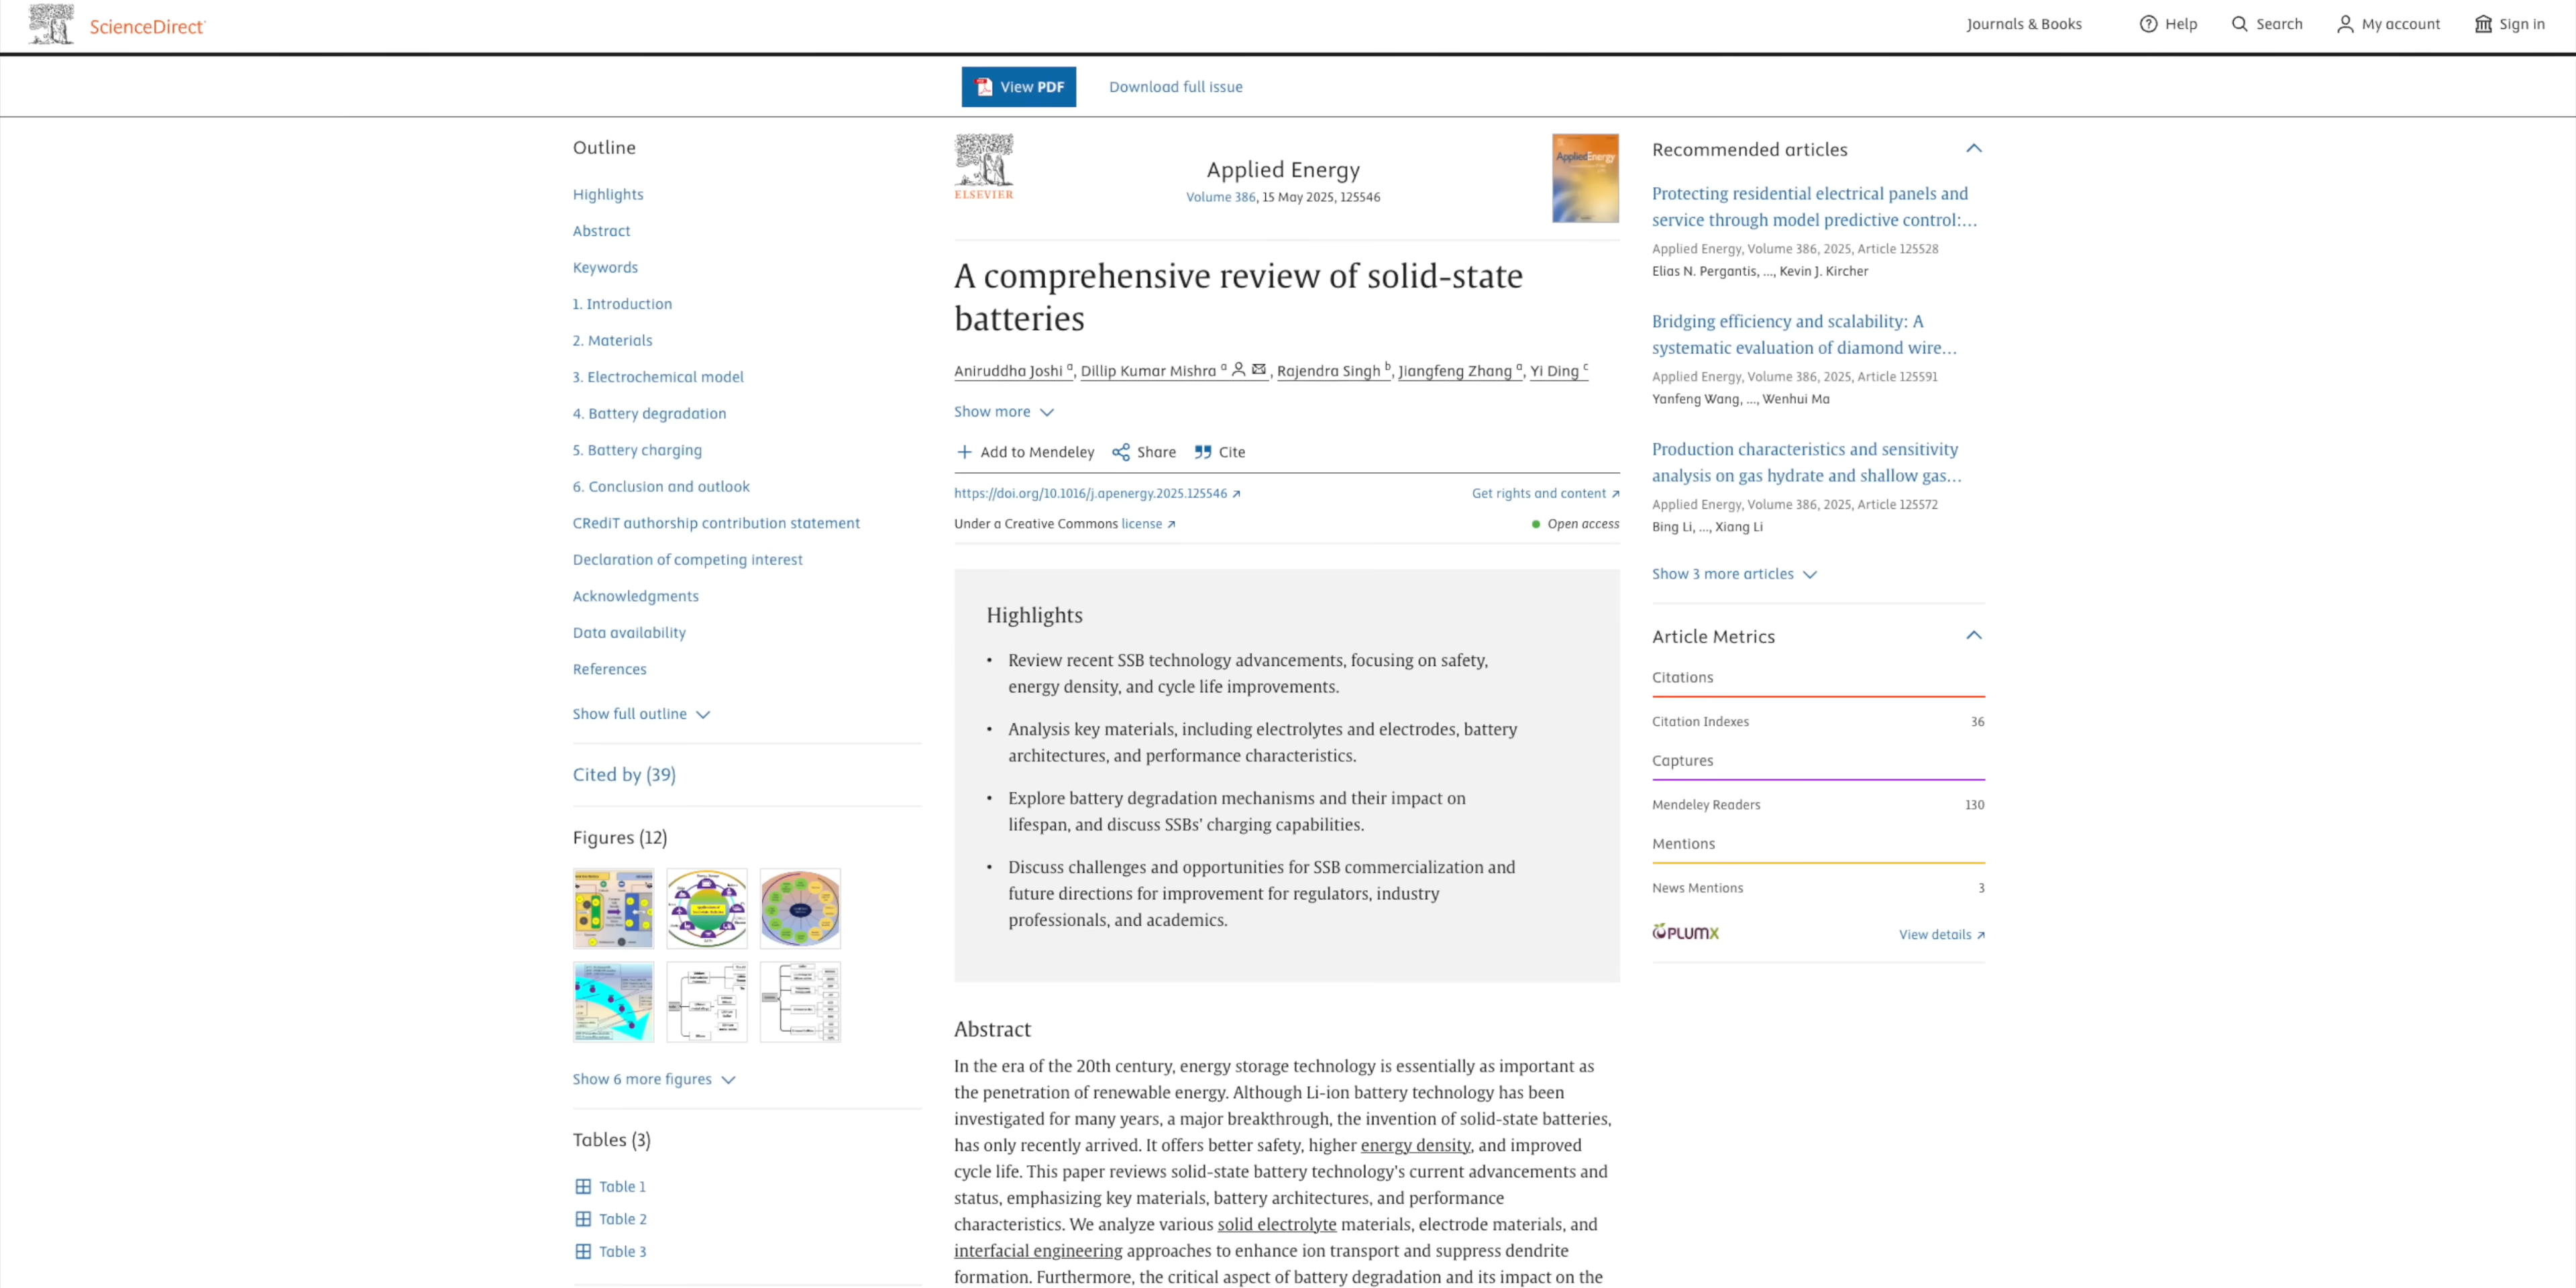 ScienceDirect
Journals & Books
Help
Search
My account
Sign in
View PDF
Download full issue
Outline
Highlights
Abstract
Keywords
1. Introduction
2. Materials
3. Electrochemical model
4. Battery degradation
5. Battery charging
6. Conclusion and outlook
CRediT authorship contribution statement
Declaration of competing interest
Acknowledgments
Data availability
References
Show full outline
Cited by (39)
Figures (12)
Show 6 more figures
Tables (3)
Table 1
Table 2
Table 3
ELSEVIER
Applied Energy
Volume 386, 15 May 2025, 125546
AppliedEnergy
A comprehensive review of solid-state
batteries
Aniruddha Joshi a, Dillip Kumar Mishra a, Rajendra Singh b, Jiangfeng Zhang a, Yi Ding c
Show more
Add to Mendeley
Share
Cite
https://doi.org/10.1016/j.apenergy.2025.125546
Get rights and content
Under a Creative Commons license
Open access
Highlights
• Review recent SSB technology advancements, focusing on safety,
energy density, and cycle life improvements.
• Analysis key materials, including electrolytes and electrodes, battery
architectures, and performance characteristics.
• Explore battery degradation mechanisms and their impact on
lifespan, and discuss SSBs' charging capabilities.
• Discuss challenges and opportunities for SSB commercialization and
future directions for improvement for regulators, industry
professionals, and academics.
Abstract
In the era of the 20th century, energy storage technology is essentially as important as
the penetration of renewable energy. Although Li-ion battery technology has been
investigated for many years, a major breakthrough, the invention of solid-state batteries,
has only recently arrived. It offers better safety, higher energy density, and improved
cycle life. This paper reviews solid-state battery technology's current advancements and
status, emphasizing key materials, battery architectures, and performance
characteristics. We analyze various solid electrolyte materials, electrode materials, and
interfacial engineering approaches to enhance ion transport and suppress dendrite
formation. Furthermore, the critical aspect of battery degradation and its impact on the
Recommended articles
Protecting residential electrical panels and
service through model predictive control:…
Applied Energy, Volume 386, 2025, Article 125528
Elias N. Pergantis, …, Kevin J. Kircher
Bridging efficiency and scalability: A
systematic evaluation of diamond wire…
Applied Energy, Volume 386, 2025, Article 125591
Yanfeng Wang, …, Wenhui Ma
Production characteristics and sensitivity
analysis on gas hydrate and shallow gas…
Applied Energy, Volume 386, 2025, Article 125572
Bing Li, …, Xiang Li
Show 3 more articles
Article Metrics
Citations
Citation Indexes 36
Captures
Mendeley Readers 130
Mentions
News Mentions 3
PLUMX
View details